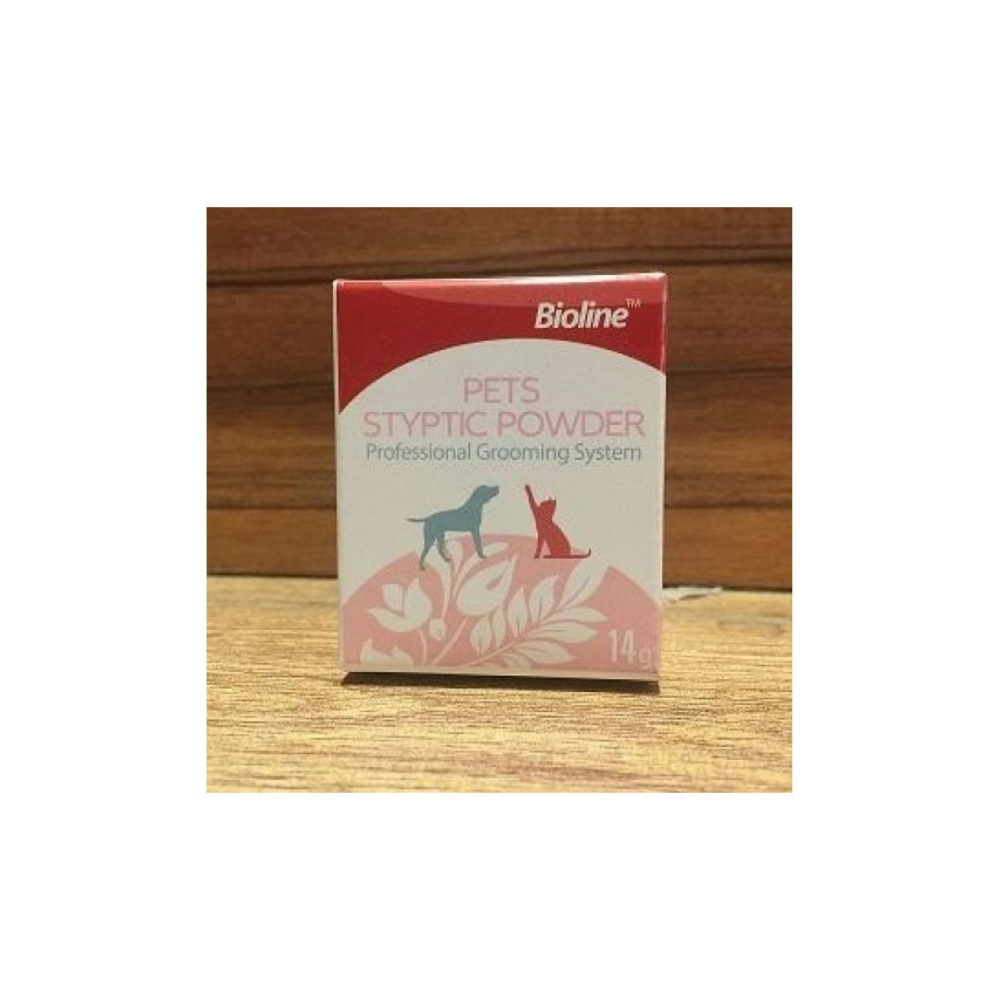 Bioline™
PETS
STYPTIC POWDER
Professional Grooming System
14g